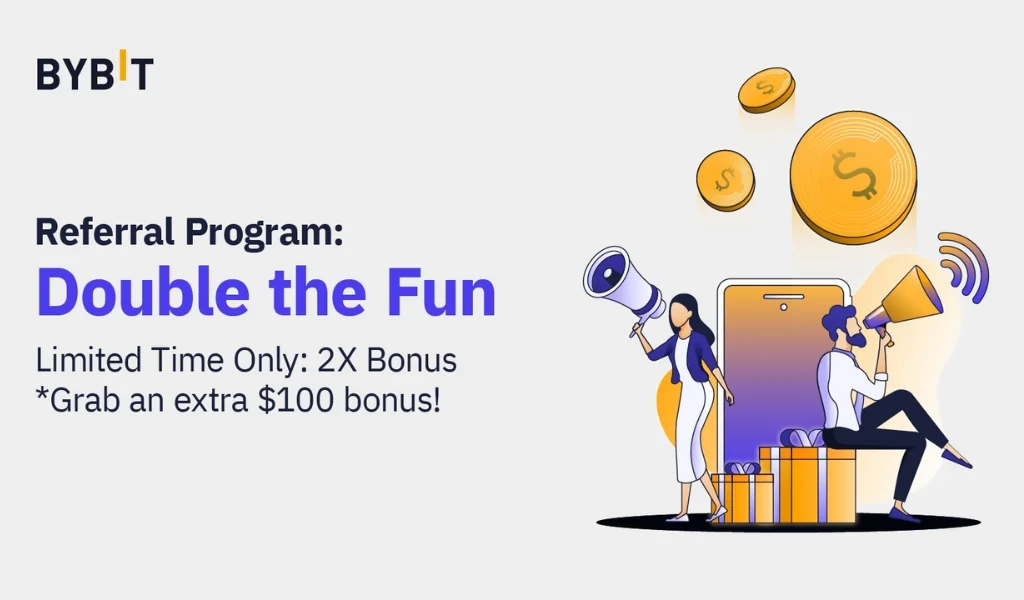 BYBIT
Referral Program:
Double the Fun
Limited Time Only: 2X Bonus
*Grab an extra $100 bonus!